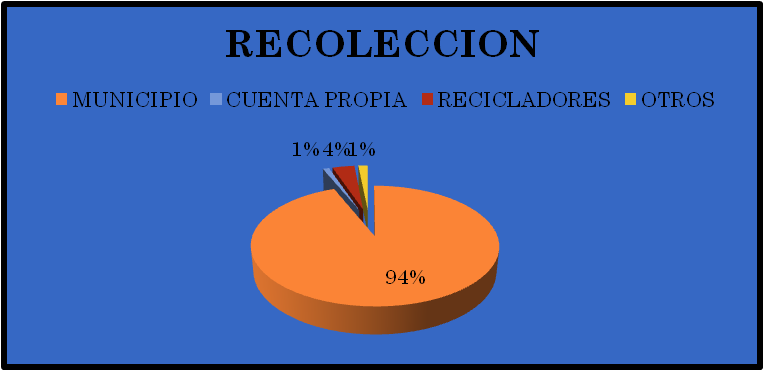 RECOLECCION
MUNICIPIO CUENTA PROPIA RECICLADORES OTROS
1% 4% 1%
94%